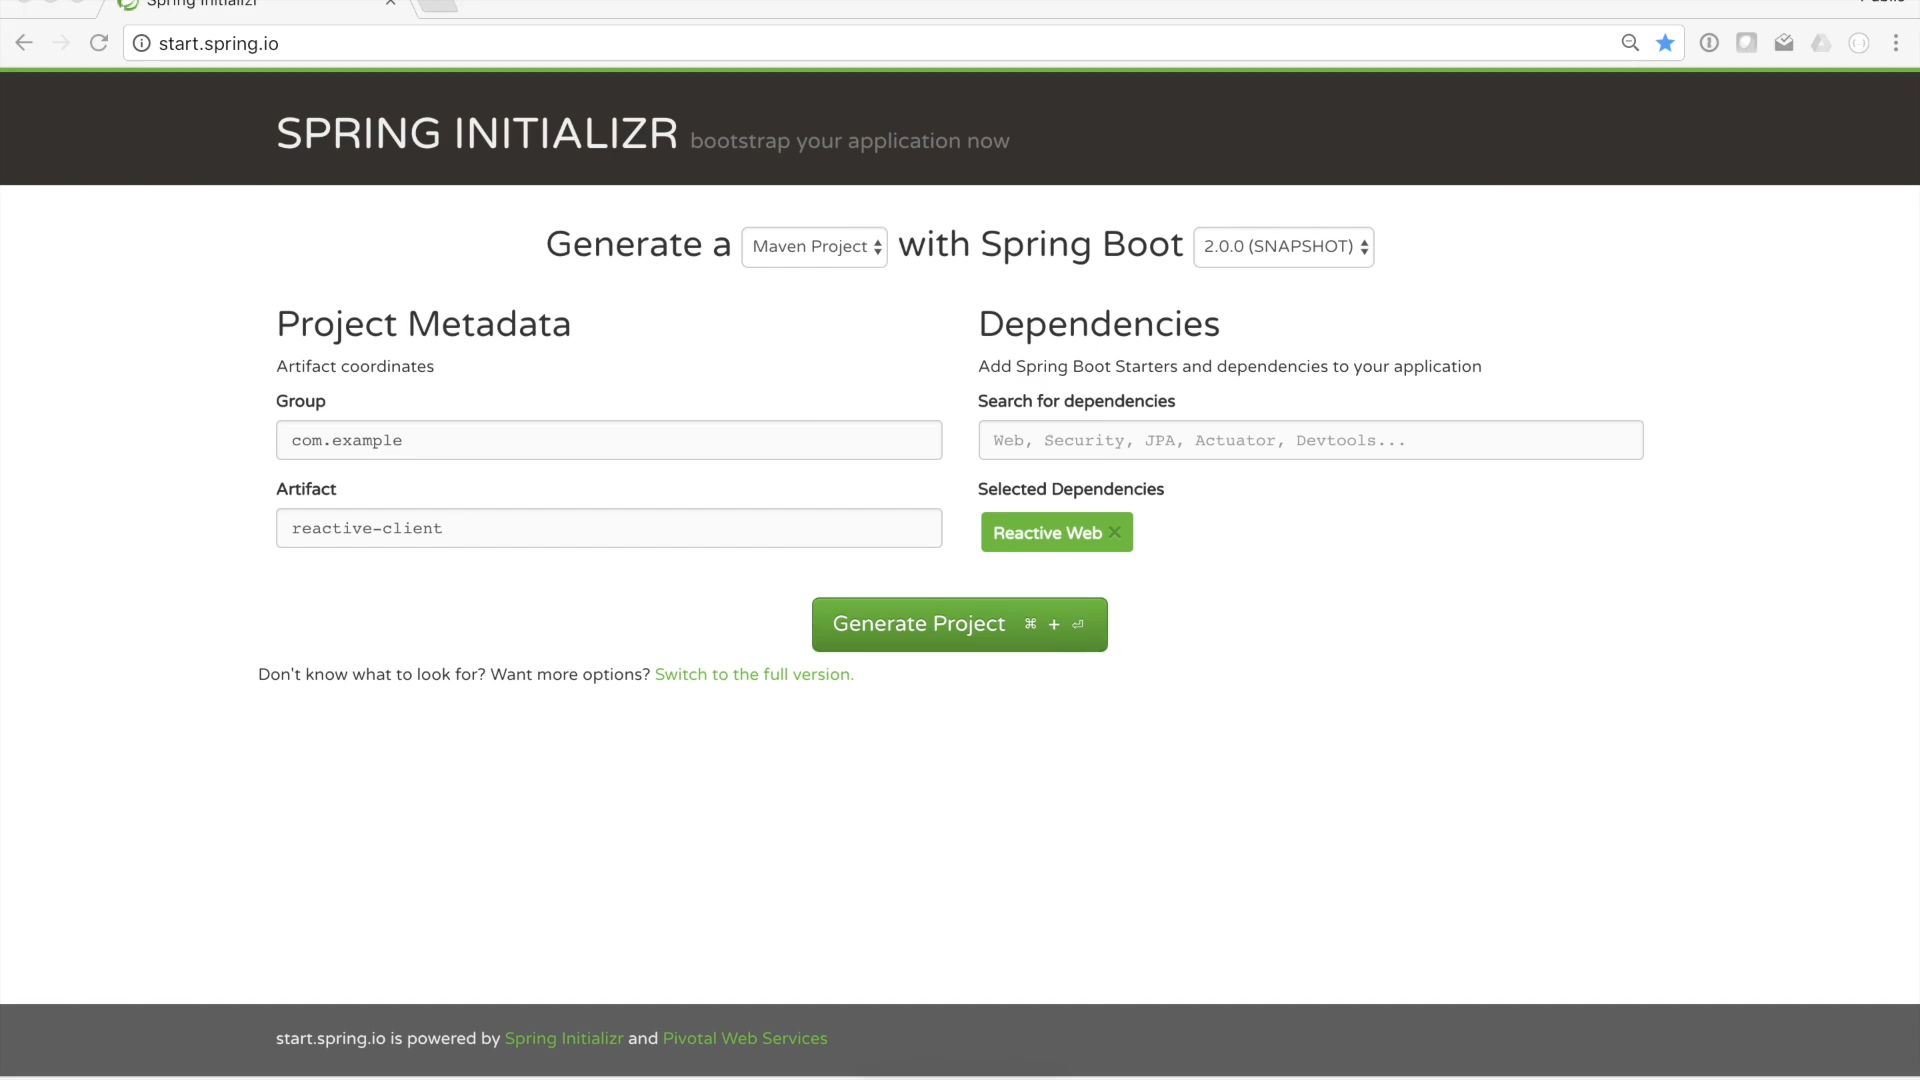 Spring Initializr
start.spring.io
SPRING INITIALIZR bootstrap your application now
Generate a Maven Project with Spring Boot 2.0.0 (SNAPSHOT)
Project Metadata
Artifact coordinates
Group
com.example
Artifact
reactive-client
Dependencies
Add Spring Boot Starters and dependencies to your application
Search for dependencies
Web, Security, JPA, Actuator, Devtools...
Selected Dependencies
Reactive Web
Generate Project ⌘ + ⏎
Don't know what to look for? Want more options? Switch to the full version.
start.spring.io is powered by Spring Initializr and Pivotal Web Services